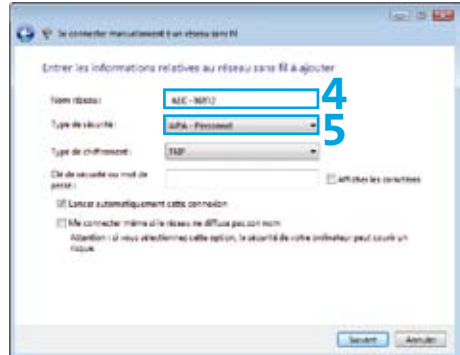 Se connecter manuellement à un réseau sans fil
Entrer les informations relatives au réseau sans fil à ajouter
Nom réseau :
4
Type de sécurité :
WPA - Personnel
5
Type de chiffrement :
TKIP
Clé de sécurité ou mot de passe :
Afficher les caractères
Lancer automatiquement cette connexion
Me connecter même si le réseau ne diffuse pas son nom
Attention : si vous sélectionnez cette option, la sécurité de votre ordinateur peut courir un
risque.
Suivant
Annuler